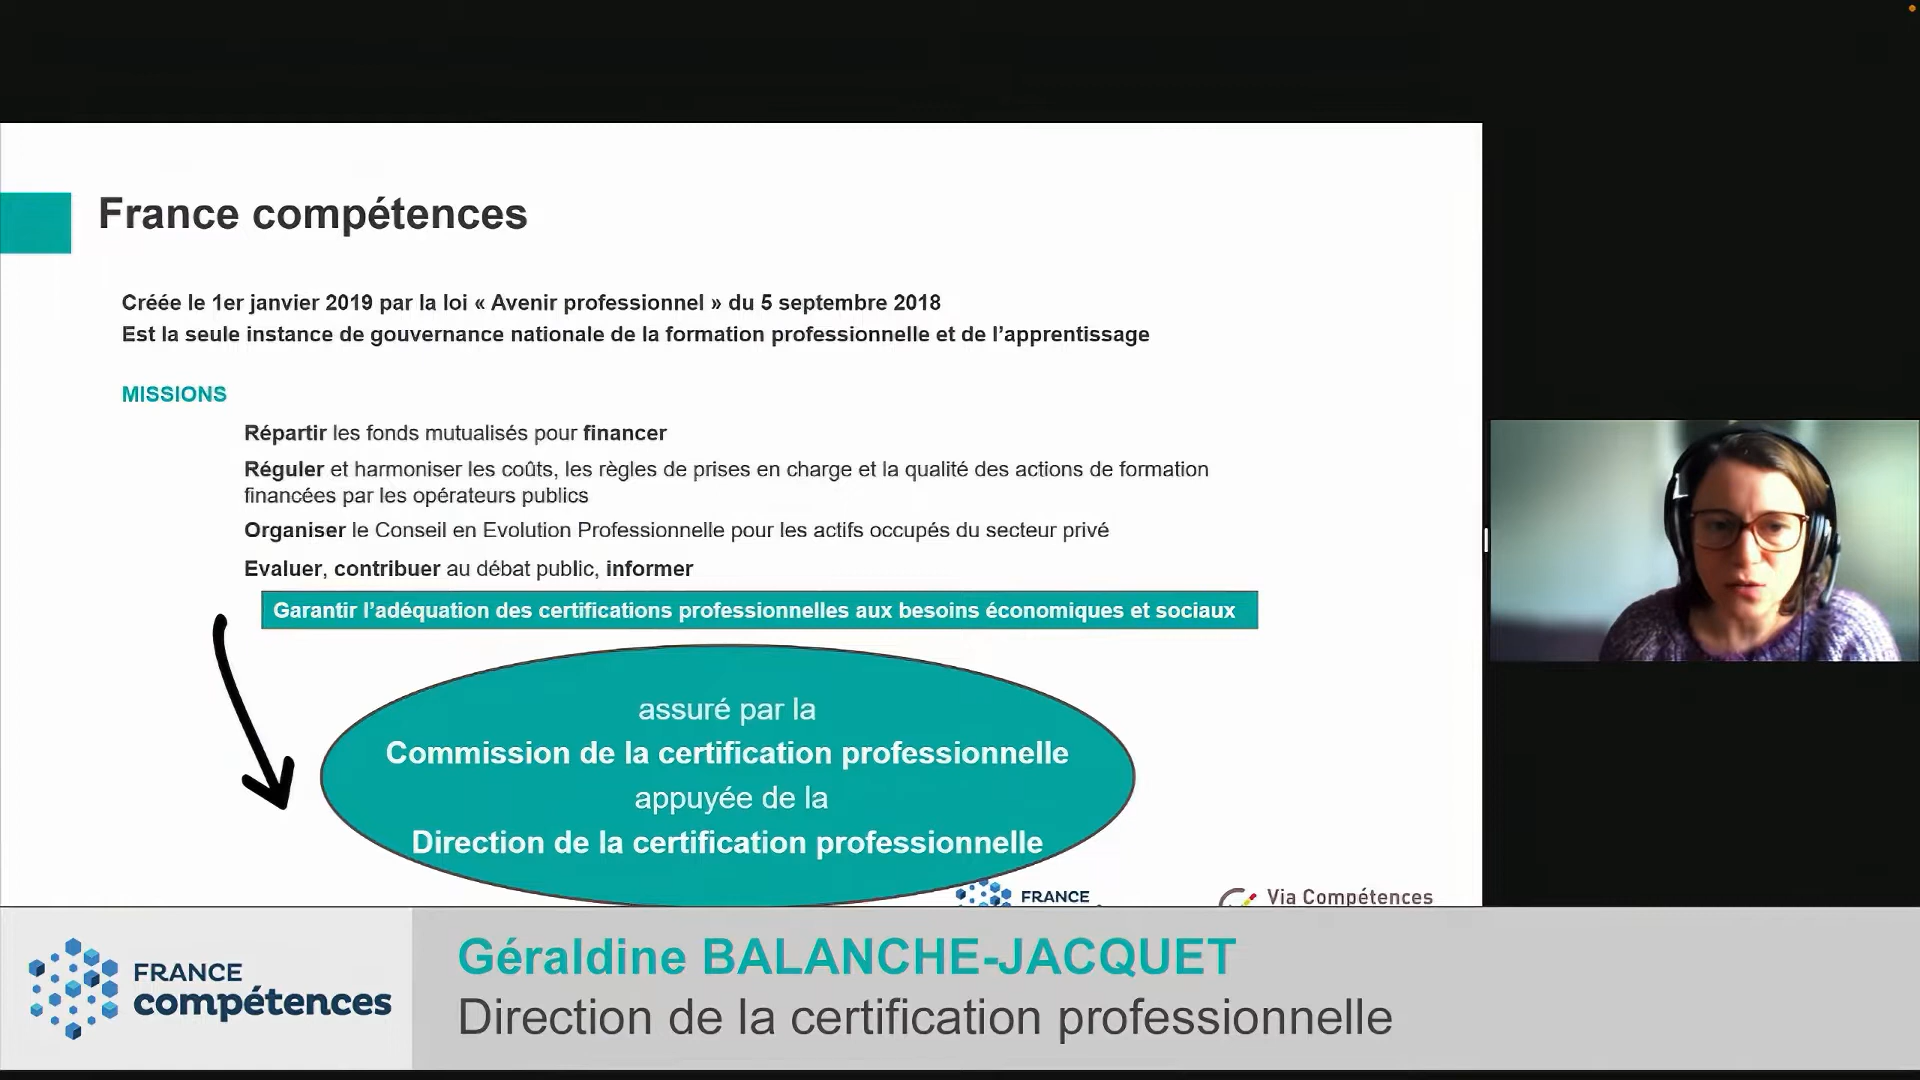 France compétences
Créée le 1er janvier 2019 par la loi « Avenir professionnel » du 5 septembre 2018
Est la seule instance de gouvernance nationale de la formation professionnelle et de l’apprentissage
MISSIONS
Répartir les fonds mutualisés pour financer
Réguler et harmoniser les coûts, les règles de prises en charge et la qualité des actions de formation
financées par les opérateurs publics
Organiser le Conseil en Evolution Professionnelle pour les actifs occupés du secteur privé
Evaluer, contribuer au débat public, informer
Garantir l’adéquation des certifications professionnelles aux besoins économiques et sociaux
assuré par la
Commission de la certification professionnelle
appuyée de la
Direction de la certification professionnelle
FRANCE
Via Compétences
FRANCE
compétences
Géraldine BALANCHE-JACQUET
Direction de la certification professionnelle